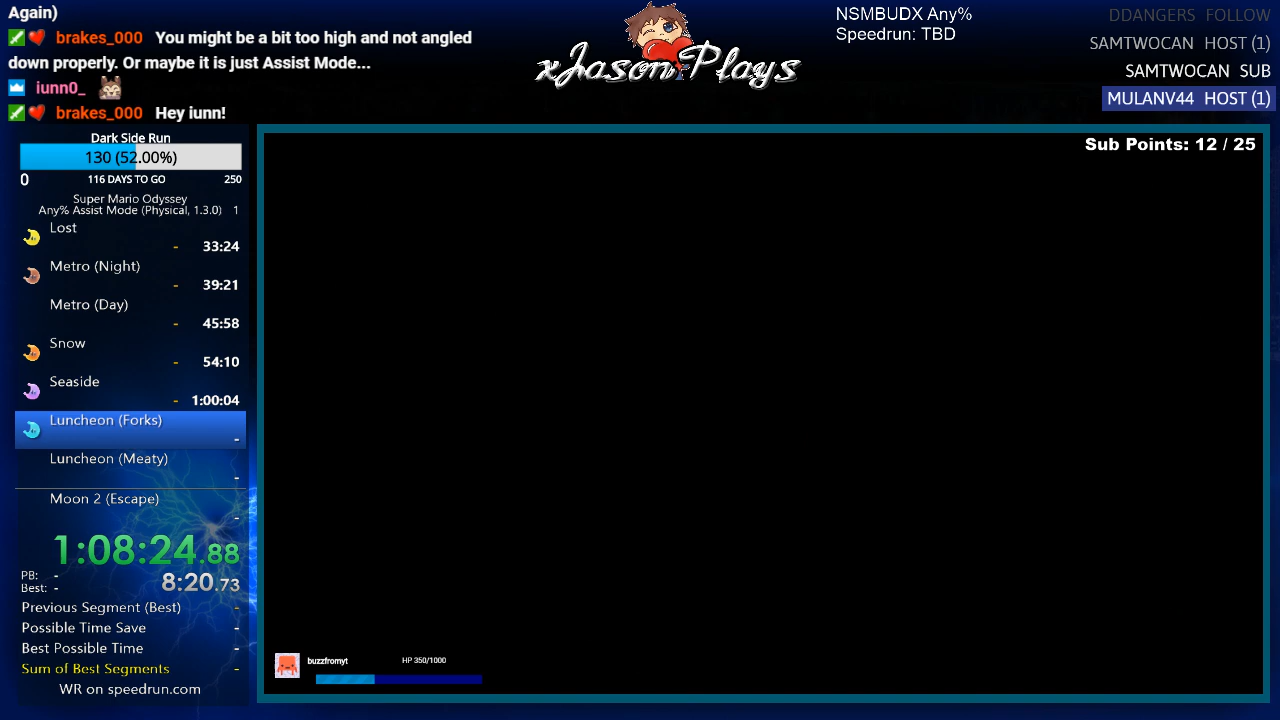 Again)
brakes_000 You might be a bit too high and not angled
down properly. Or maybe it is just Assist Mode...
iunn0_
brakes_000 Hey iunn!
xJasonPlays
NSMBUDX Any%
Speedrun: TBD
DDANGERS FOLLOW
SAMTWOCAN HOST (1)
SAMTWOCAN SUB
MULANV44 HOST (1)
Dark Side Run
130 (52.00%)
0 116 DAYS TO GO 250
Super Mario Odyssey
Any% Assist Mode (Physical, 1.3.0) 1
Lost
- 33:24
Metro (Night)
- 39:21
Metro (Day)
- 45:58
Snow
- 54:10
Seaside
- 1:00:04
Luncheon (Forks)
-
Luncheon (Meaty)
-
Moon 2 (Escape)
-
1:08:24.88
PB: -
Best: - 8:20.73
Previous Segment (Best) -
Possible Time Save -
Best Possible Time -
Sum of Best Segments -
WR on speedrun.com
Sub Points: 12 / 25
buzzfromyt HP 350/1000